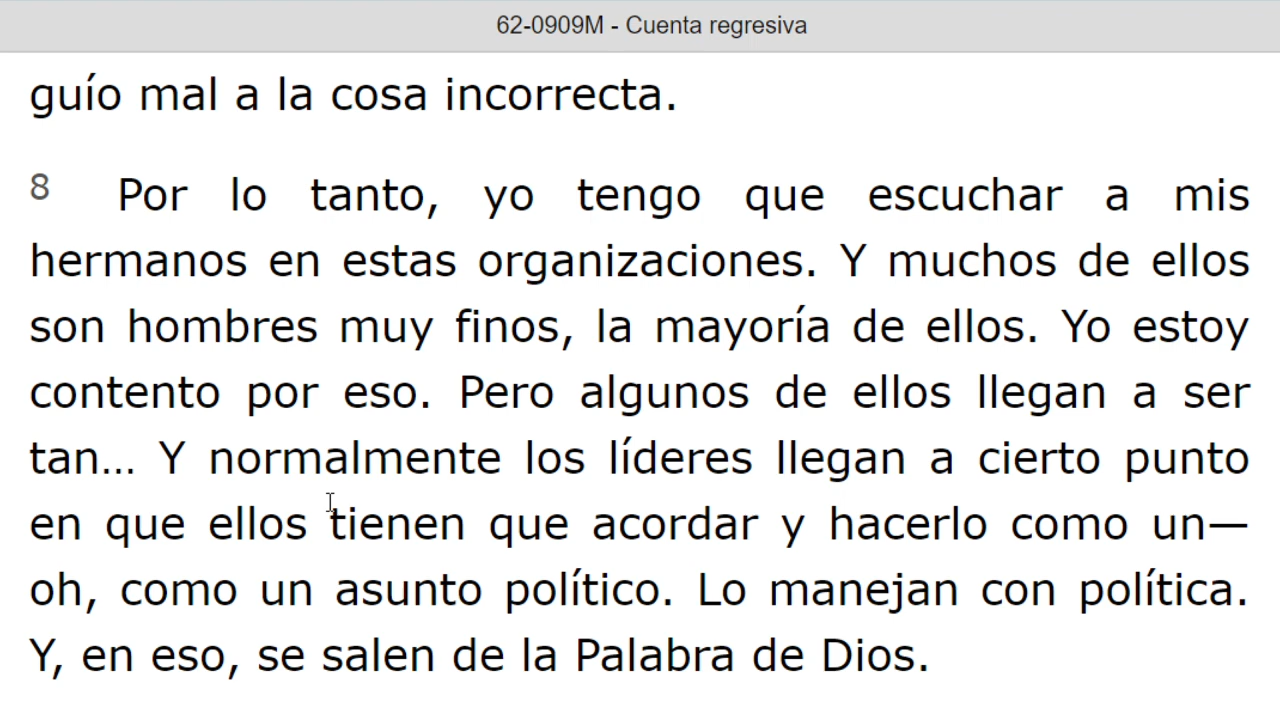 62-0909M - Cuenta regresiva
guío mal a la cosa incorrecta.
8 Por lo tanto, yo tengo que escuchar a mis
hermanos en estas organizaciones. Y muchos de ellos
son hombres muy finos, la mayoría de ellos. Yo estoy
contento por eso. Pero algunos de ellos llegan a ser
tan… Y normalmente los líderes llegan a cierto punto
en que ellos tienen que acordar y hacerlo como un—
oh, como un asunto político. Lo manejan con política.
Y, en eso, se salen de la Palabra de Dios.